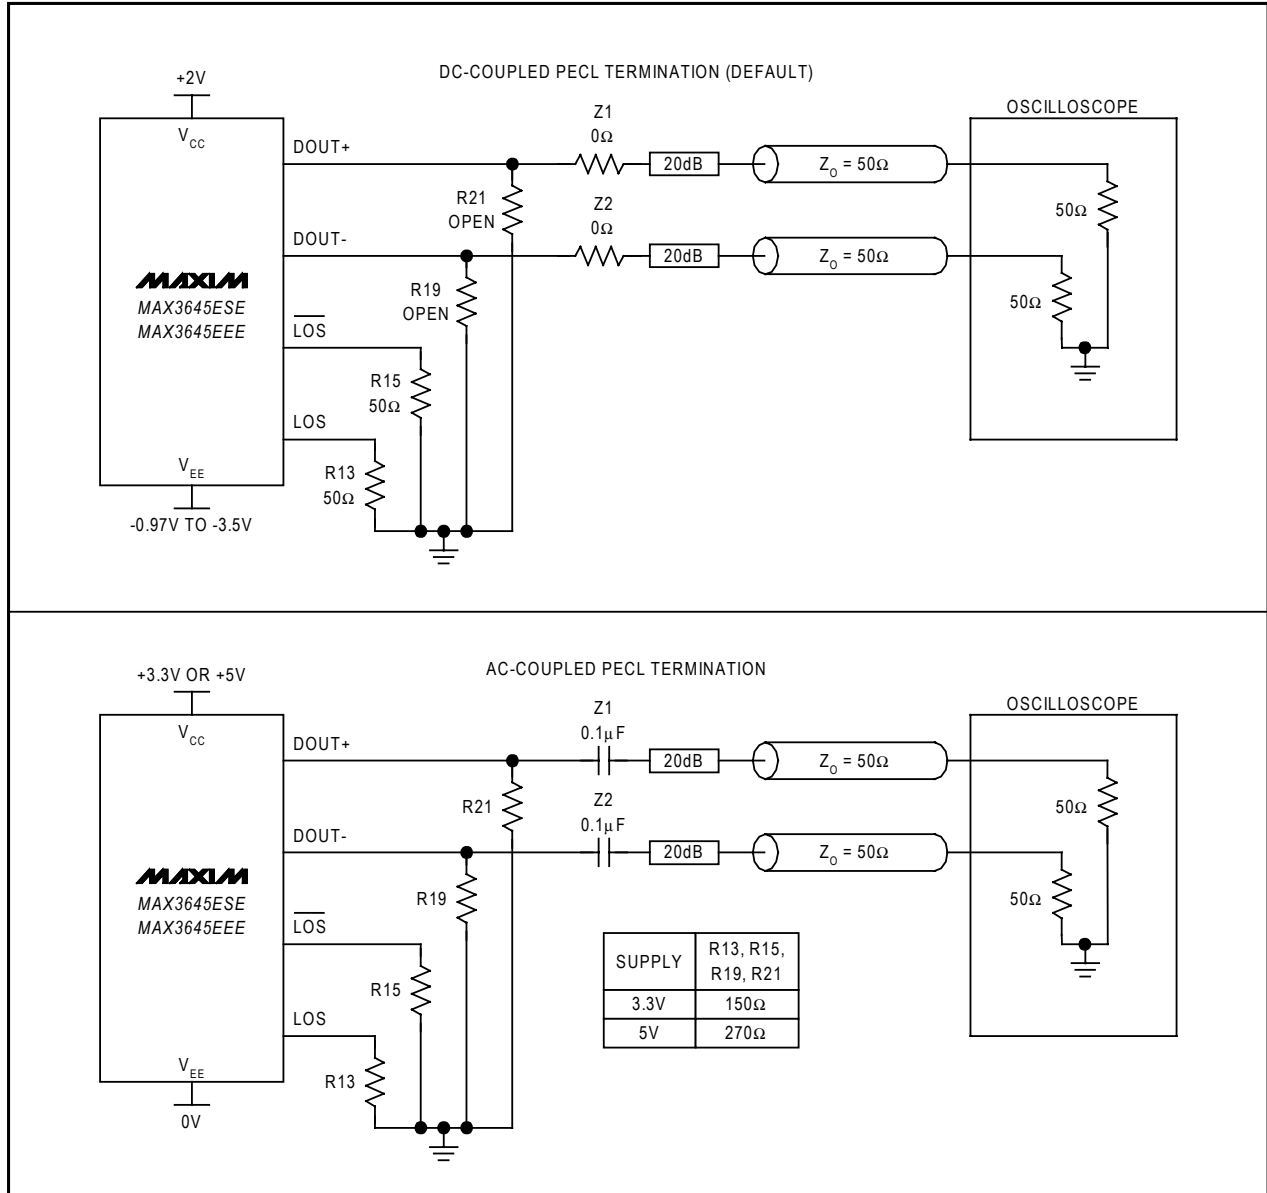 DC-COUPLED PECL TERMINATION (DEFAULT)
+2V
VCC
DOUT+
Z1
0Ω
20dB
ZO = 50Ω
OSCILLOSCOPE
50Ω
R21
OPEN
DOUT-
Z2
0Ω
20dB
ZO = 50Ω
50Ω
MAXIM
MAX3645ESE
MAX3645EEE
R19
OPEN
LOS
R15
50Ω
LOS
R13
50Ω
VEE
-0.97V TO -3.5V
AC-COUPLED PECL TERMINATION
+3.3V OR +5V
VCC
DOUT+
Z1
0.1μF
20dB
ZO = 50Ω
OSCILLOSCOPE
50Ω
R21
DOUT-
Z2
0.1μF
20dB
ZO = 50Ω
50Ω
MAXIM
MAX3645ESE
MAX3645EEE
R19
LOS
R15
LOS
R13
VEE
0V
SUPPLY R13, R15,
R19, R21
3.3V 150Ω
5V 270Ω